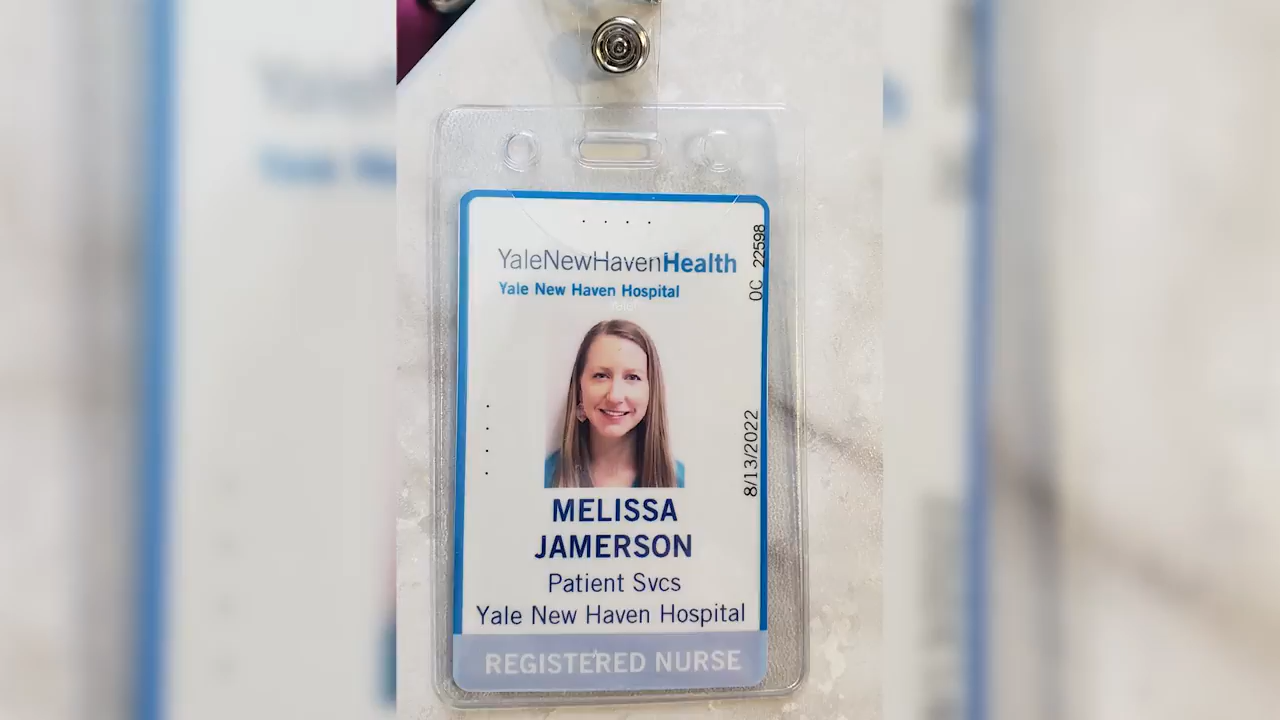 YaleNewHavenHealth
Yale New Haven Hospital
OC 22598
8/13/2022
MELISSA
JAMERSON
Patient Svcs
Yale New Haven Hospital
REGISTERED NURSE